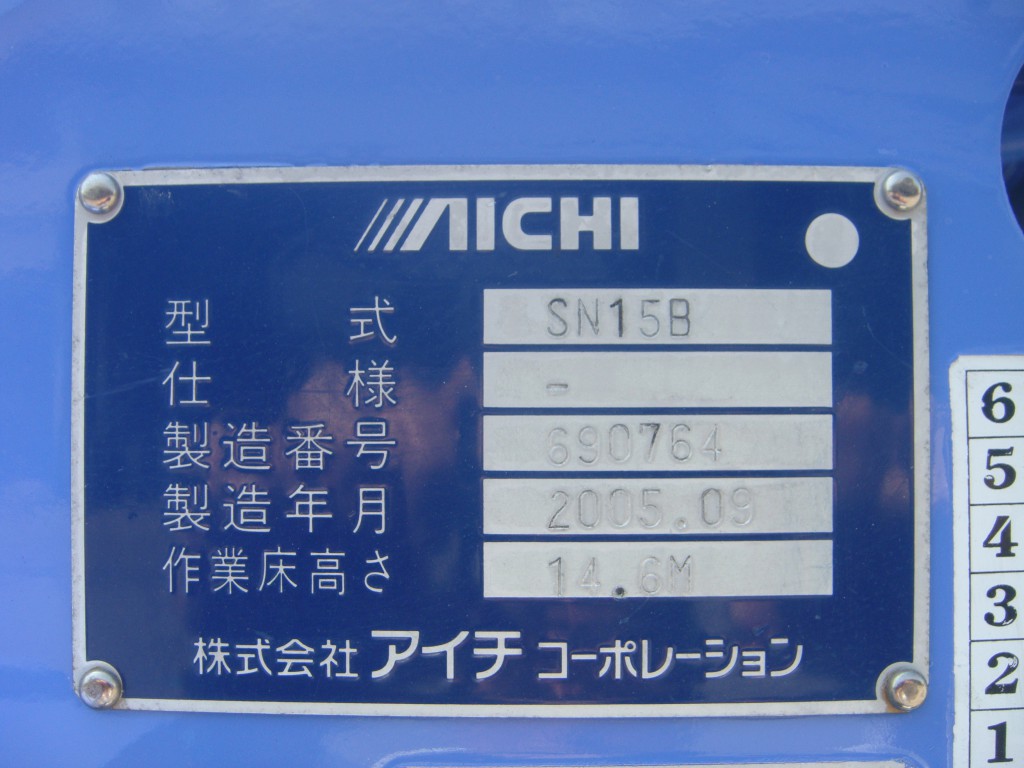 AICHI
型式 SN15B
仕様 -
製造番号 690764
製造年月 2005.09
作業床高さ 14.6M
株式会社アイチコーポレーション
6
5
4
3
2
1